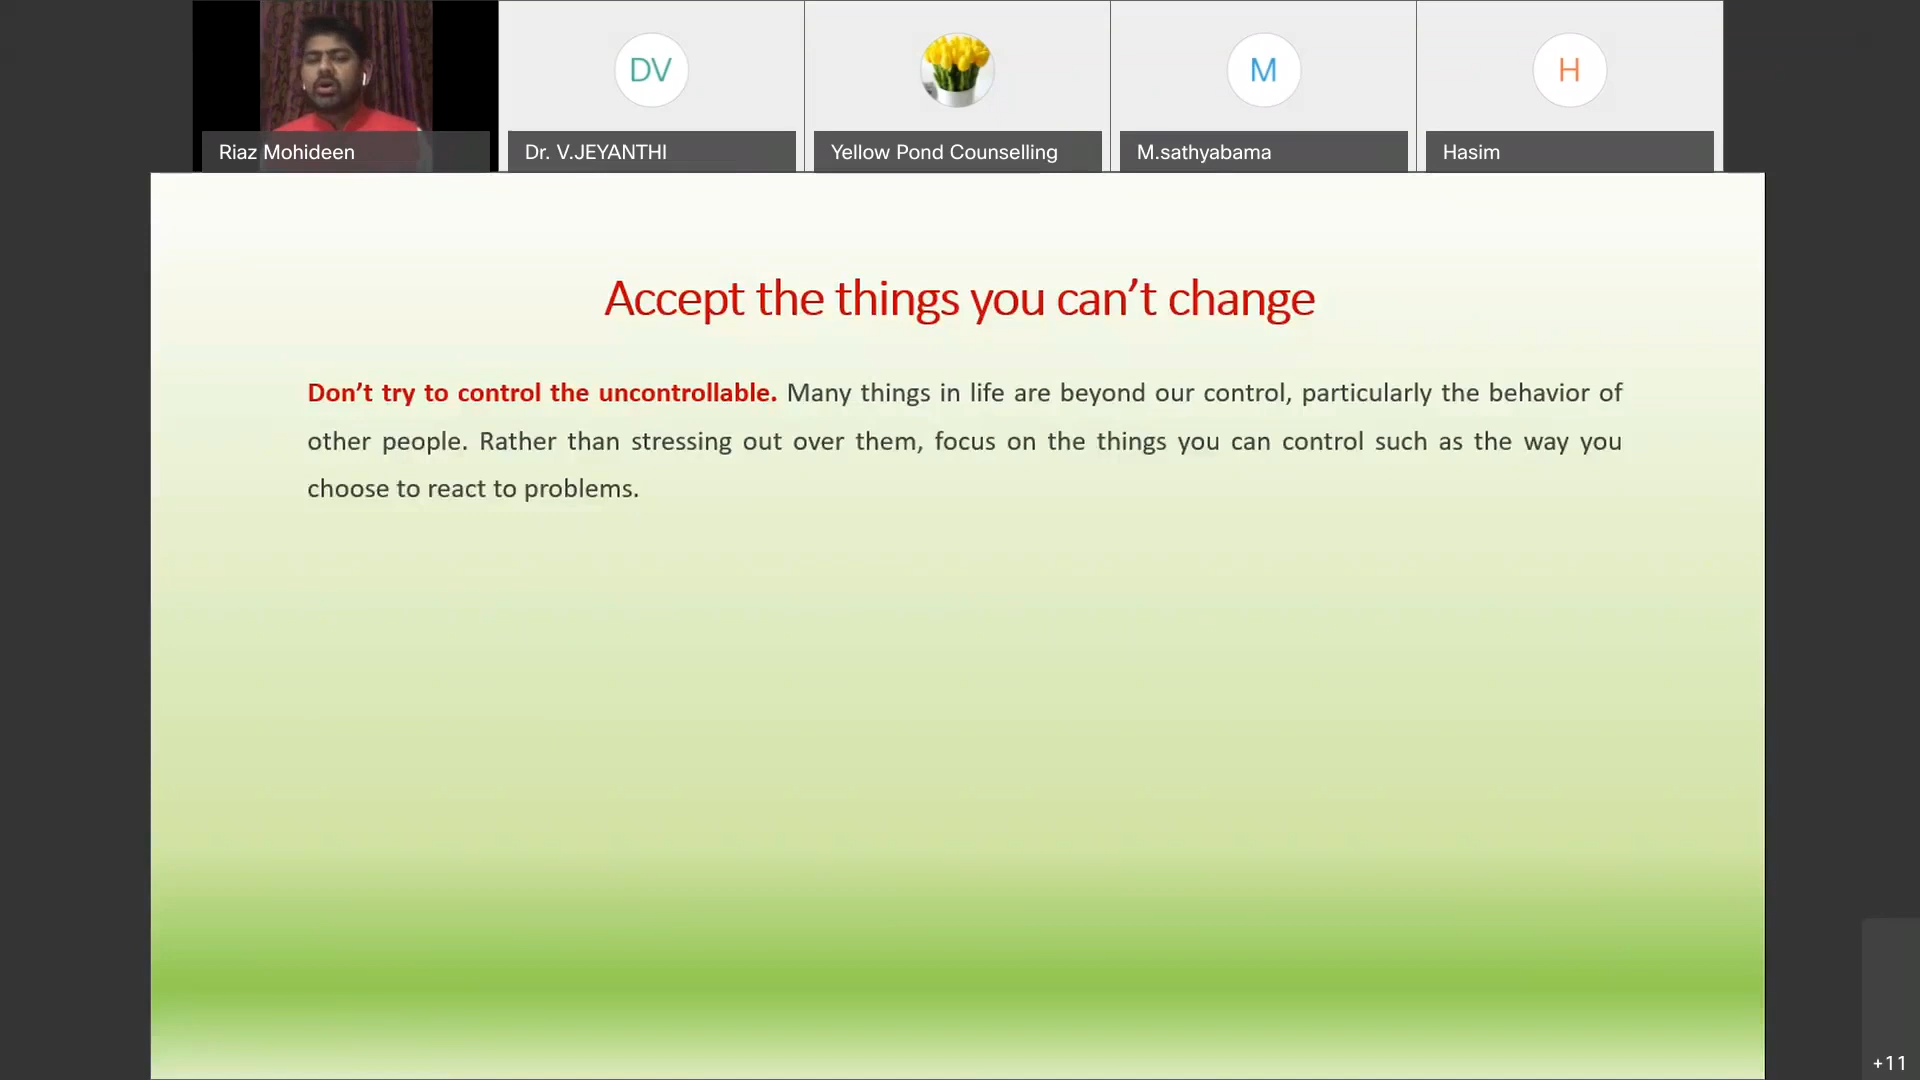 DV
M
H
Riaz Mohideen
Dr. V.JEYANTHI
Yellow Pond Counselling
M.sathyabama
Hasim
Accept the things you can’t change
Don’t try to control the uncontrollable. Many things in life are beyond our control, particularly the behavior of
other people. Rather than stressing out over them, focus on the things you can control such as the way you
choose to react to problems.
+11